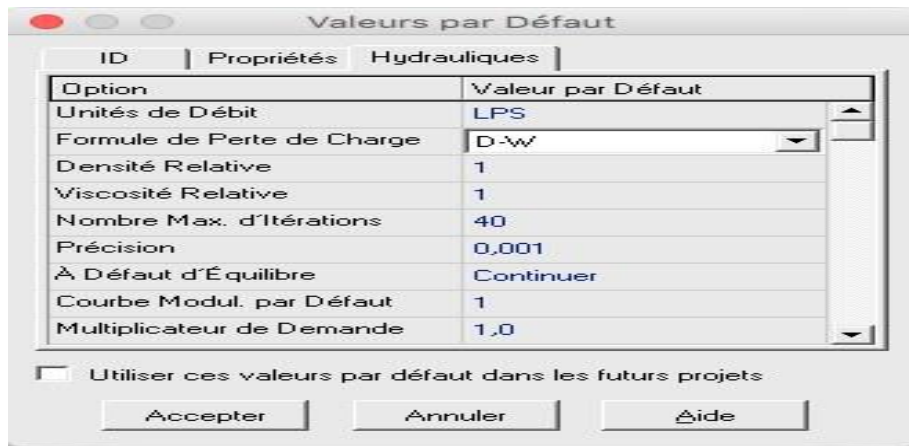 Valeurs par Défaut
ID Propriétés Hydrauliques
Option Valeur par Défaut
Unités de Débit LPS
Formule de Perte de Charge D-W
Densité Relative 1
Viscosité Relative 1
Nombre Max. d'Itérations 40
Précision 0,001
À Défaut d'Équilibre Continuer
Courbe Modul. par Défaut 1
Multiplicateur de Demande 1,0
Utiliser ces valeurs par défaut dans les futurs projets
Accepter Annuler Aide